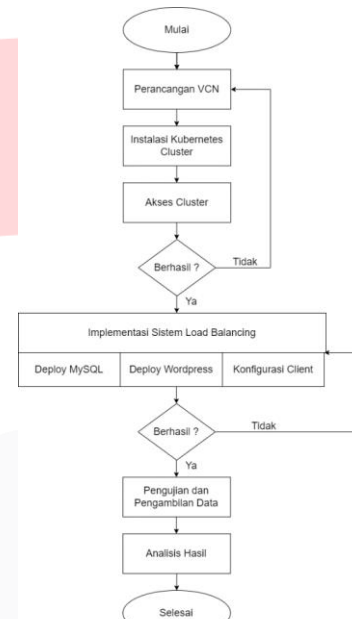 Mulai
Perancangan VCN
Instalasi Kubernetes
Cluster
Akses Cluster
Berhasil ?
Tidak
Ya
Implementasi Sistem Load Balancing
Deploy MySQL
Deploy Wordpress
Konfigurasi Client
Berhasil ?
Tidak
Ya
Pengujian dan
Pengambilan Data
Analisis Hasil
Selesai